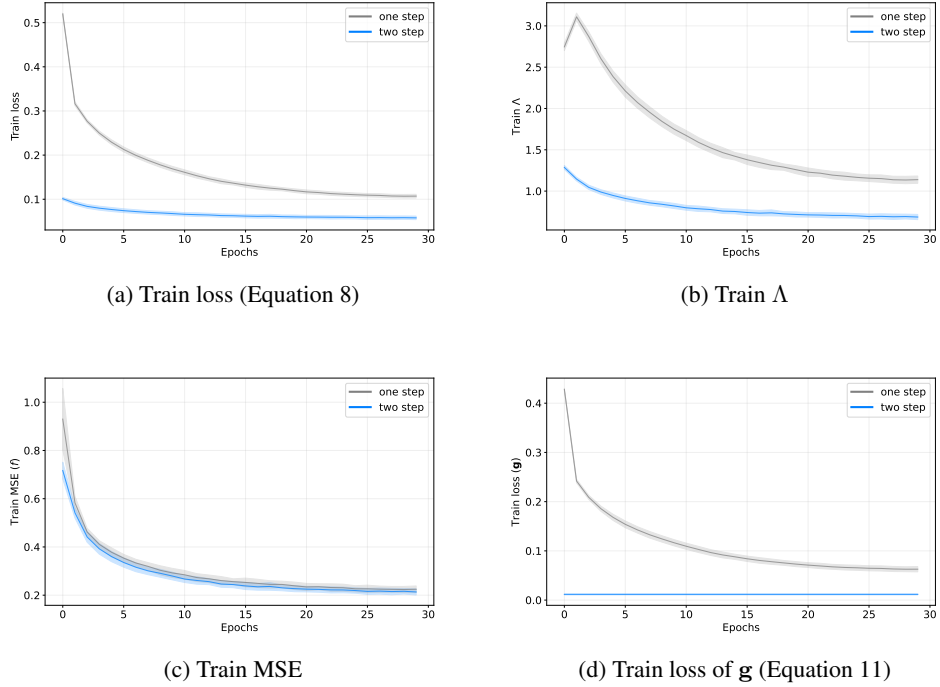 one step
two step
0.5
0.4
0.3
0.2
0.1
Train loss
0
5
10
15
20
25
30
Epochs
(a) Train loss (Equation 8)
one step
two step
3.0
2.5
2.0
1.5
1.0
Train Λ
0
5
10
15
20
25
30
Epochs
(b) Train Λ
one step
two step
1.0
0.8
0.6
0.4
0.2
Train MSE (f)
0
5
10
15
20
25
30
Epochs
(c) Train MSE
one step
two step
0.4
0.3
0.2
0.1
0.0
Train loss (g)
0
5
10
15
20
25
30
Epochs
(d) Train loss of g (Equation 11)